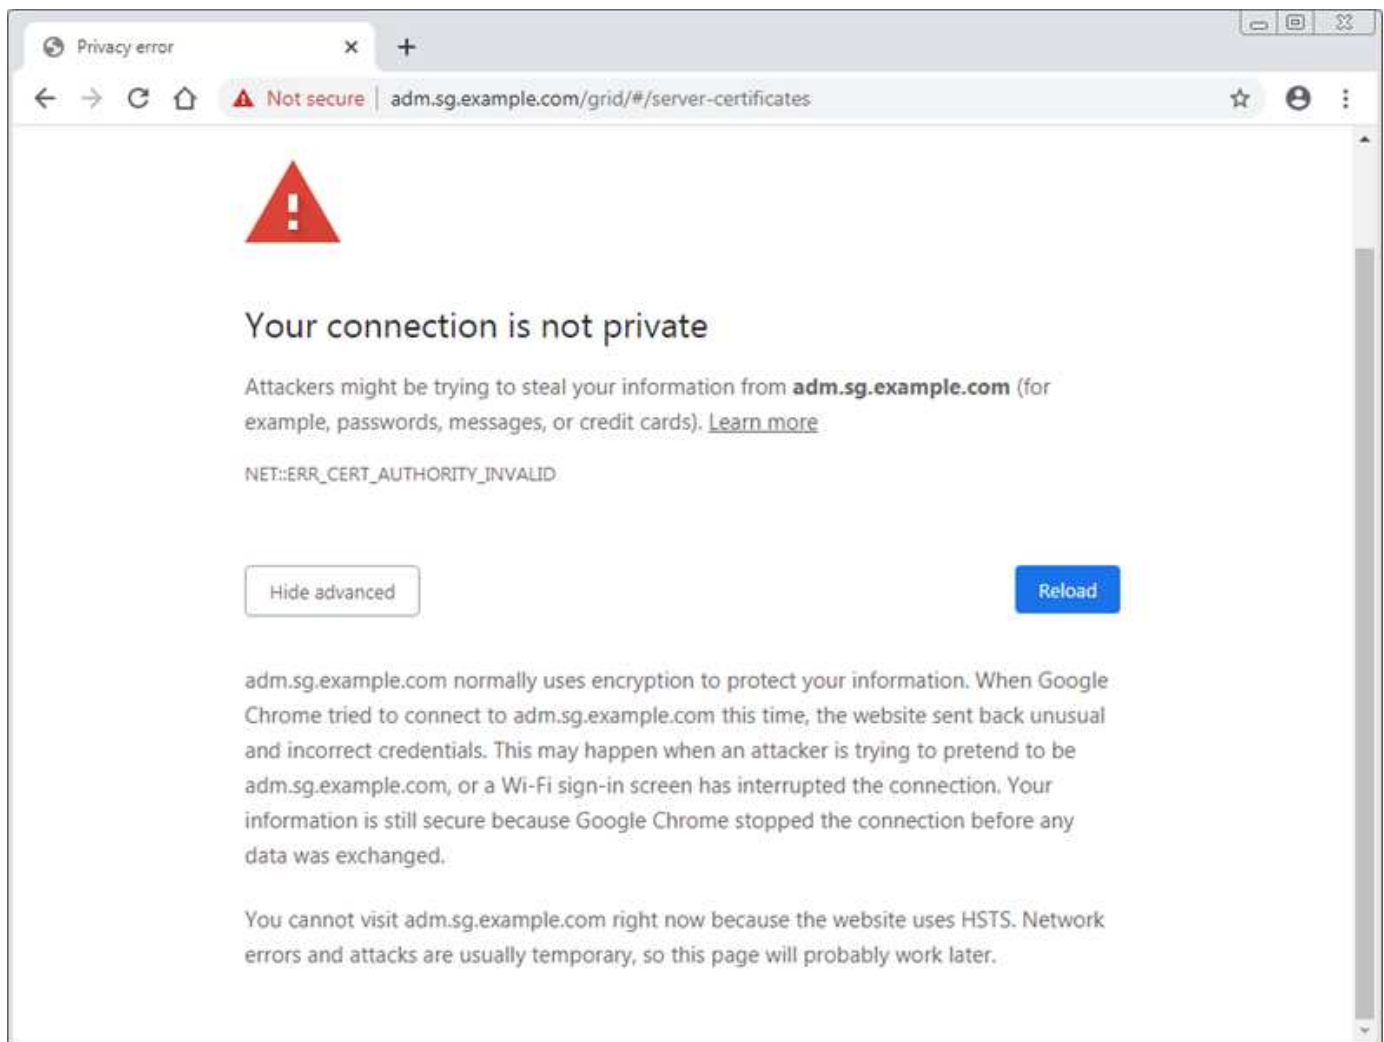 Privacy error
Not secure
adm.sg.example.com/grid/#/server-certificates
Your connection is not private
Attackers might be trying to steal your information from adm.sg.example.com (for
example, passwords, messages, or credit cards). Learn more
NET::ERR_CERT_AUTHORITY_INVALID
Hide advanced
Reload
adm.sg.example.com normally uses encryption to protect your information. When Google
Chrome tried to connect to adm.sg.example.com this time, the website sent back unusual
and incorrect credentials. This may happen when an attacker is trying to pretend to be
adm.sg.example.com, or a Wi-Fi sign-in screen has interrupted the connection. Your
information is still secure because Google Chrome stopped the connection before any
data was exchanged.
You cannot visit adm.sg.example.com right now because the website uses HSTS. Network
errors and attacks are usually temporary, so this page will probably work later.